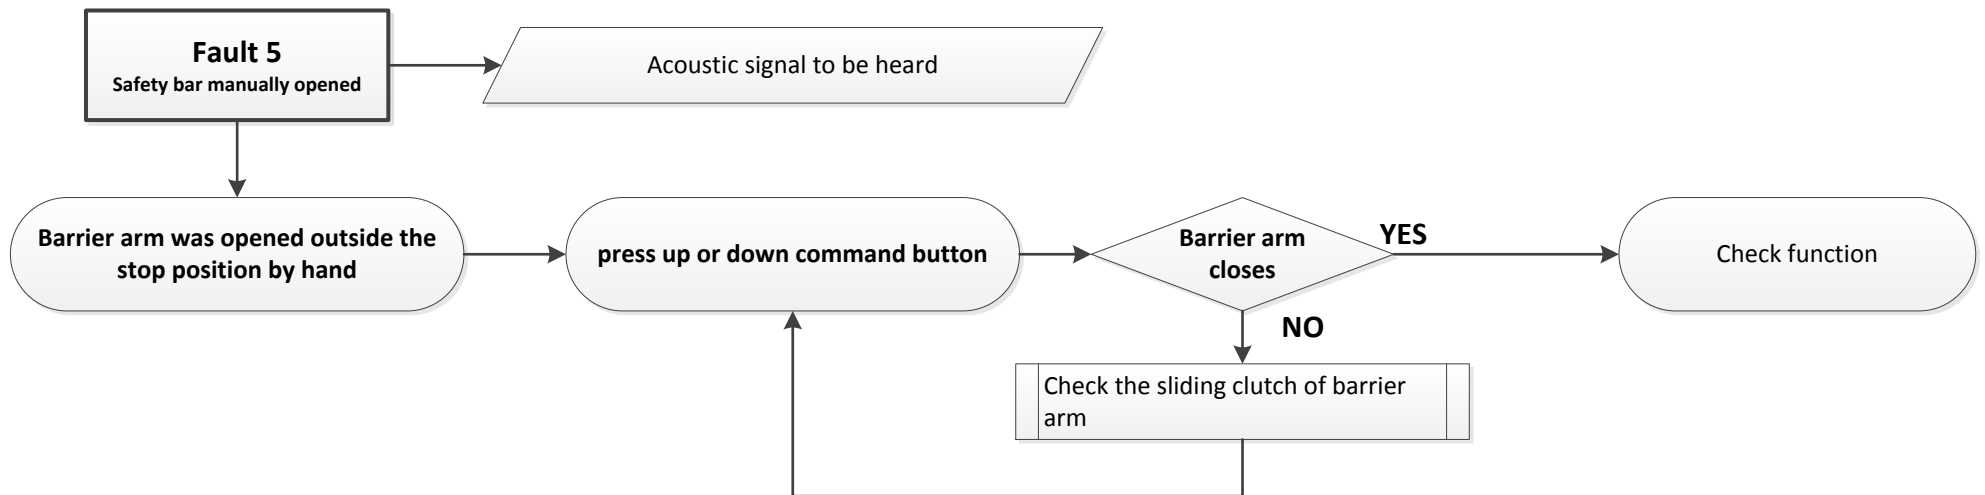 Fault 5
Safety bar manually opened
Acoustic signal to be heard
Barrier arm was opened outside the
stop position by hand
press up or down command button
Barrier arm
closes
YES
Check function
NO
Check the sliding clutch of barrier
arm